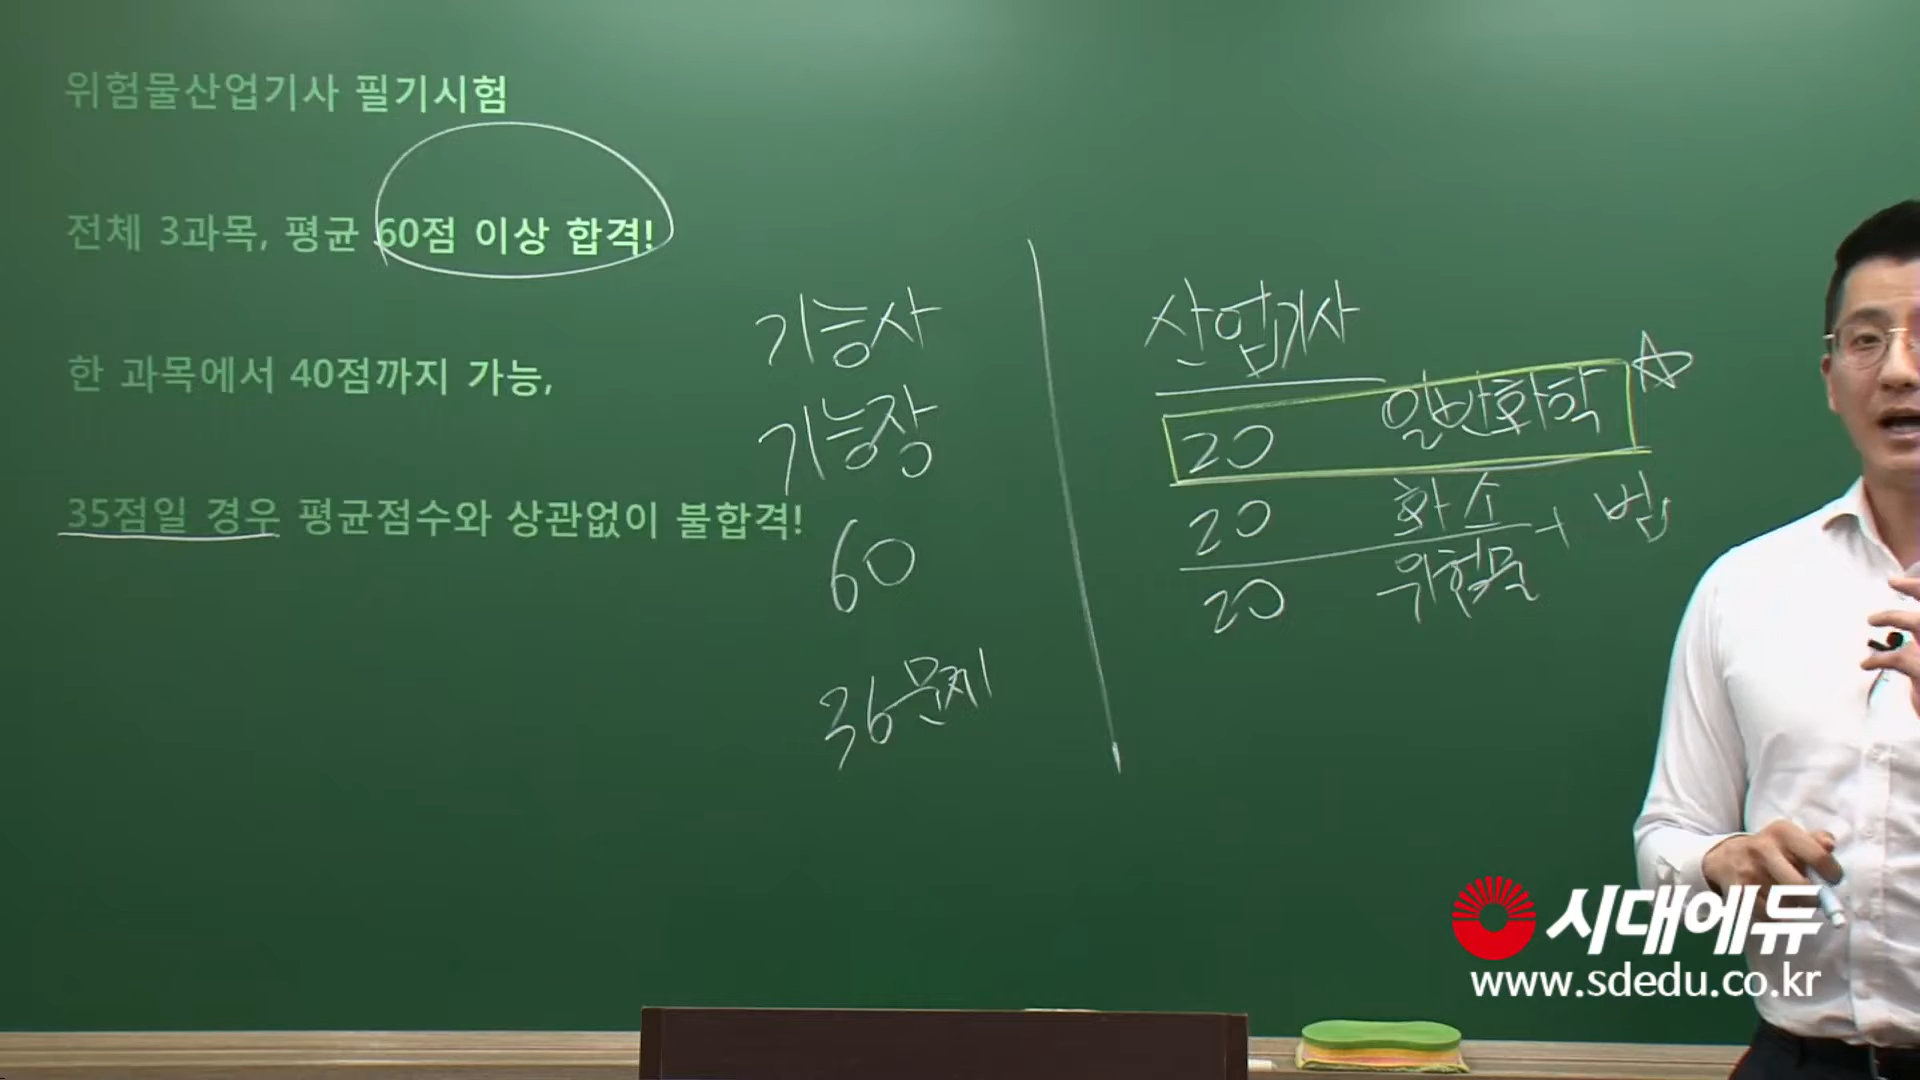 위험물산업기사 필기시험
전체 3과목, 평균 60점 이상 합격!
한 과목에서 40점까지 가능,
35점일 경우 평균점수와 상관없이 불합격!
기능사
기능장
60
36문제
산업기사
20 일반화학
20 화소 + 법
20 위험물
시대에듀
www.sdedu.co.kr